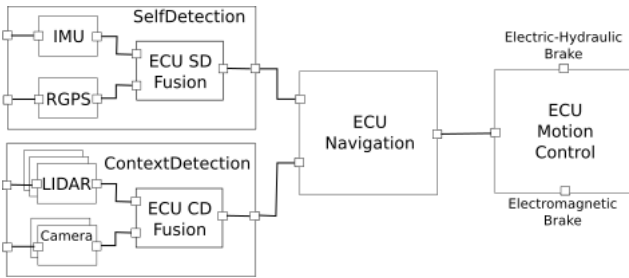 SelfDetection
IMU
RGPS
ECU SD
Fusion
ContextDetection
LIDAR
Camera
ECU CD
Fusion
ECU
Navigation
Electric-Hydraulic
Brake
ECU
Motion
Control
Electromagnetic
Brake